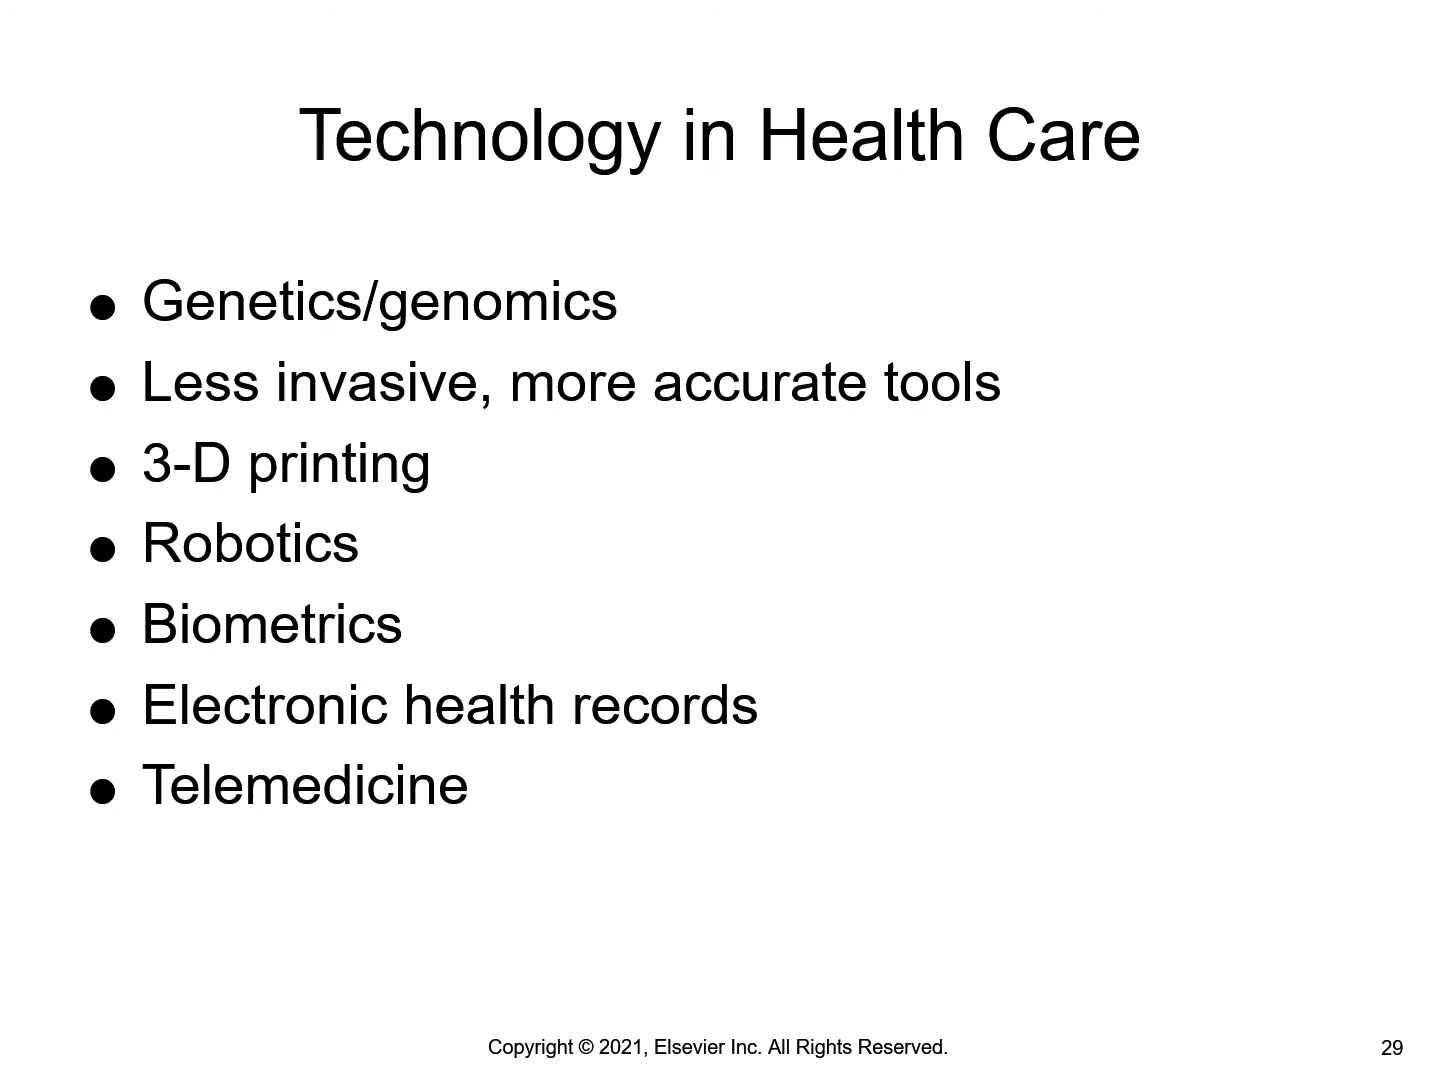 Technology in Health Care
● Genetics/genomics
● Less invasive, more accurate tools
● 3-D printing
● Robotics
● Biometrics
● Electronic health records
● Telemedicine
Copyright © 2021, Elsevier Inc. All Rights Reserved.
29